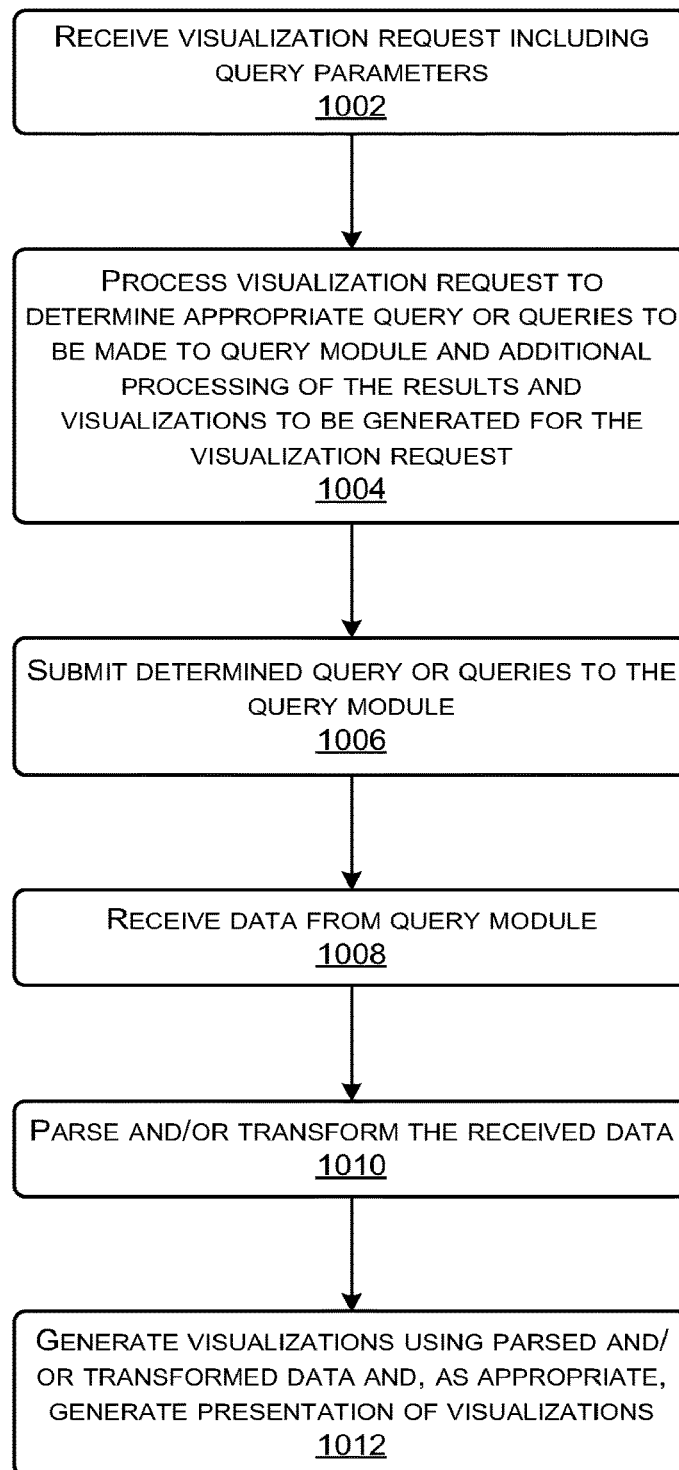 RECEIVE VISUALIZATION REQUEST INCLUDING
QUERY PARAMETERS
1002
PROCESS VISUALIZATION REQUEST TO
DETERMINE APPROPRIATE QUERY OR QUERIES TO
BE MADE TO QUERY MODULE AND ADDITIONAL
PROCESSING OF THE RESULTS AND
VISUALIZATIONS TO BE GENERATED FOR THE
VISUALIZATION REQUEST
1004
SUBMIT DETERMINED QUERY OR QUERIES TO THE
QUERY MODULE
1006
RECEIVE DATA FROM QUERY MODULE
1008
PARSE AND/OR TRANSFORM THE RECEIVED DATA
1010
GENERATE VISUALIZATIONS USING PARSED AND/
OR TRANSFORMED DATA AND, AS APPROPRIATE,
GENERATE PRESENTATION OF VISUALIZATIONS
1012